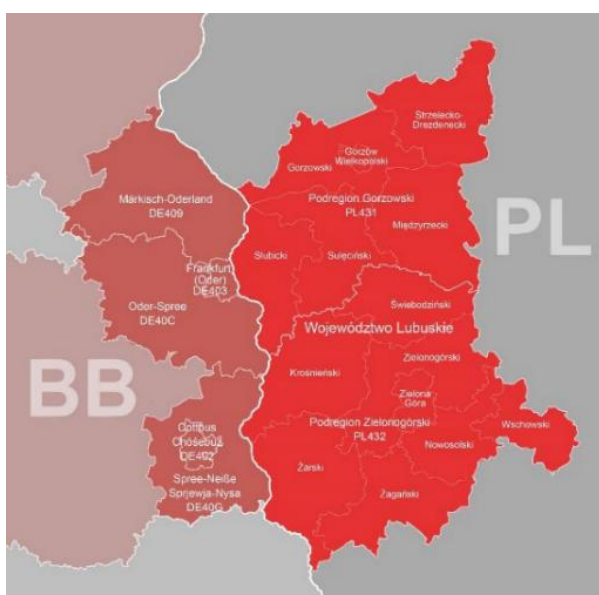 Strzelecko-
Drezdenecki
Gorzów
Wielkopolski
Gorzowski
Märkisch-Oderland
DE409
Podregion Gorzowski
PL431
Międzyrzecki
PL
Słubicki
Sulęciński
Frankfurt
(Oder)
DE403
Oder-Spree
DE40C
Świebodziński
Województwo Lubuskie
Zielonogórski
BB
Krośnieński
Zielona
Góra
Cottbus
Chóśebuz
DE402
Podregion Zielonogórski
PL432
Wschowski
Nowosolski
Żarski
Spree-Neiße
Sprjewja-Nysa
DE40G
Żagański